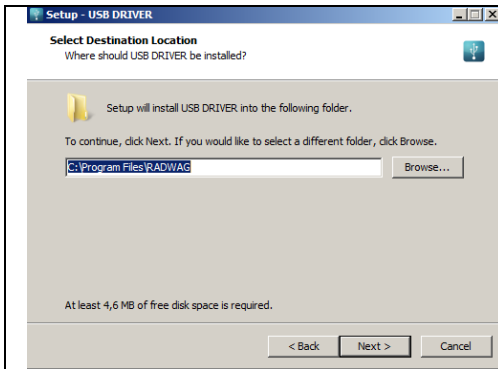 Setup - USB DRIVER
Select Destination Location
Where should USB DRIVER be installed?
Setup will install USB DRIVER into the following folder.
To continue, click Next. If you would like to select a different folder, click Browse.
C:\Program Files\RADWAG
Browse...
At least 4,6 MB of free disk space is required.
< Back
Next >
Cancel